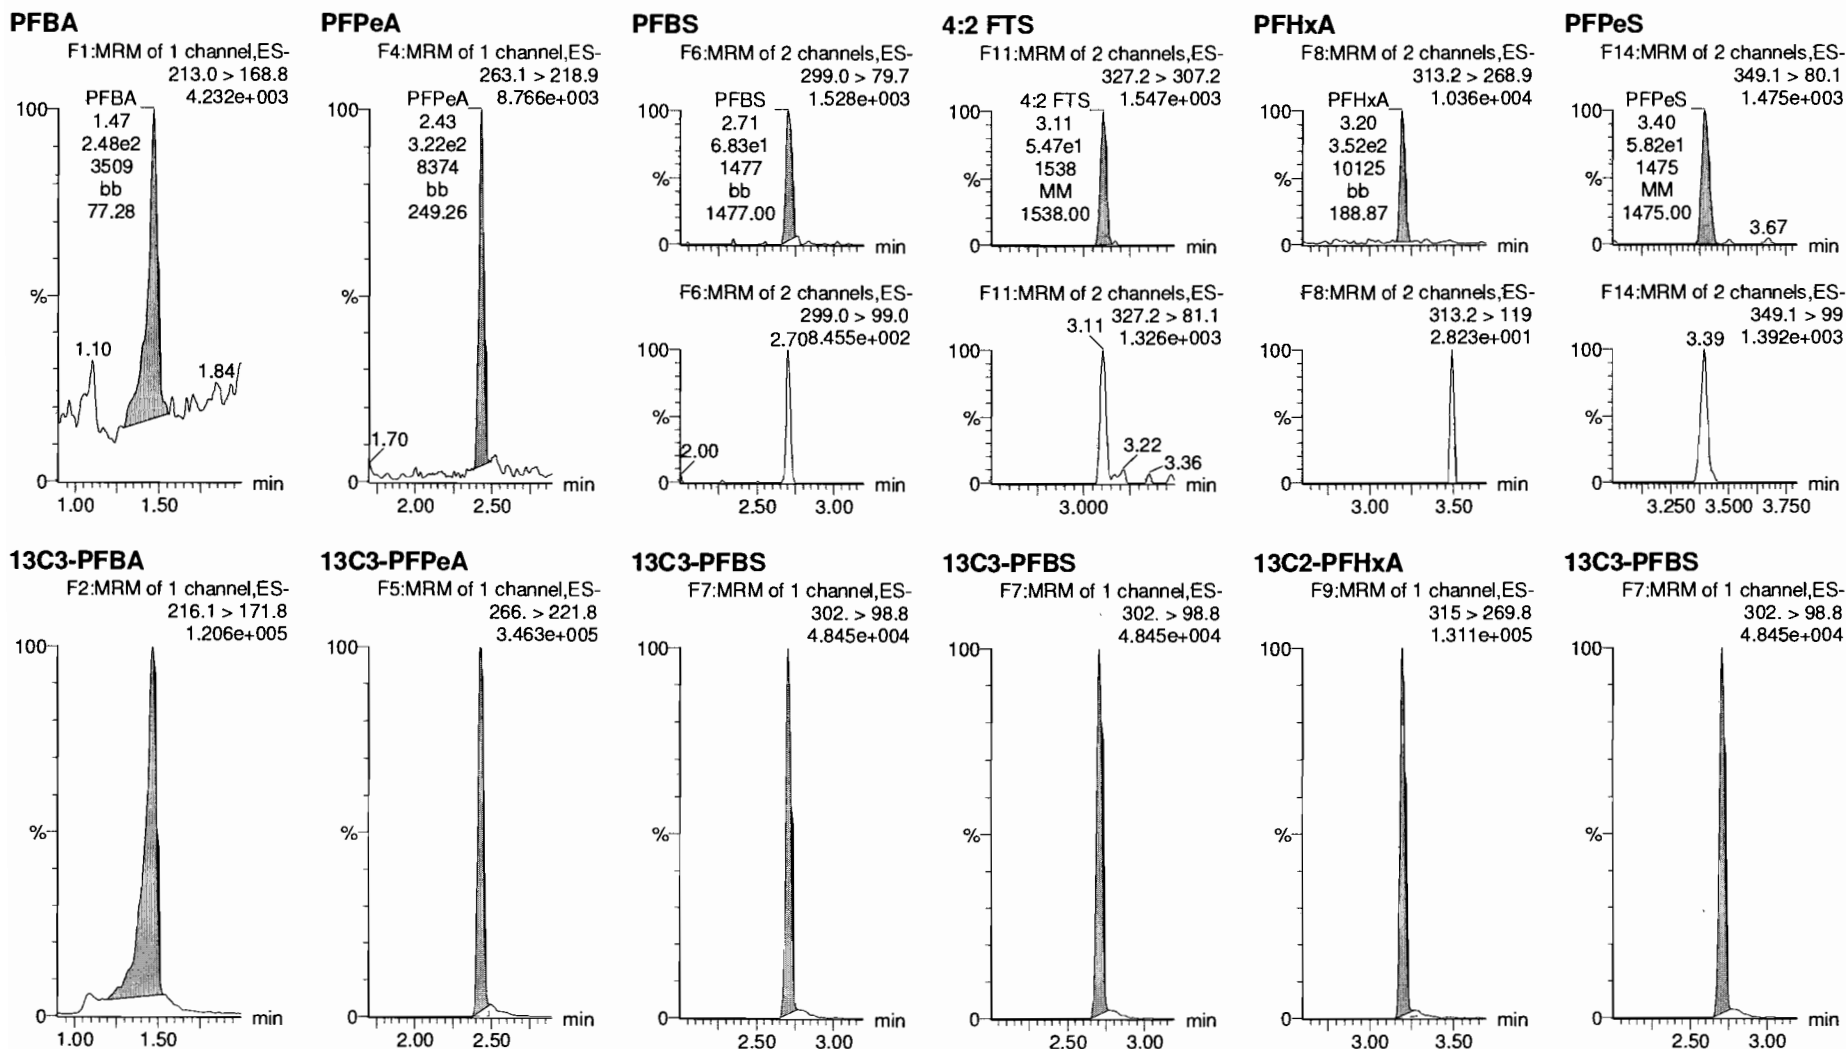 PFBA
F1:MRM of 1 channel,ES-
213.0 > 168.8
4.232e+003
100
PFBA
1.47
2.48e2
3509
bb
77.28
%
1.10
1.84
0
min
1.00 1.50
PFPeA
F4:MRM of 1 channel,ES-
263.1 > 218.9
8.766e+003
100
PFPeA
2.43
3.22e2
8374
bb
249.26
%
1.70
0
min
2.00 2.50
PFBS
F6:MRM of 2 channels,ES-
299.0 > 79.7
1.528e+003
100
PFBS
2.71
6.83e1
1477
bb
1477.00
%
0
min
F6:MRM of 2 channels,ES-
299.0 > 99.0
2.70 8.455e+002
100
%
2.00
0
min
2.50 3.00
4:2 FTS
F11:MRM of 2 channels,ES-
327.2 > 307.2
1.547e+003
100
4:2 FTS
3.11
5.47e1
1538
MM
1538.00
%
0
min
F11:MRM of 2 channels,ES-
3.11 327.2 > 81.1
1.326e+003
100
%
3.22
3.36
0
min
3.000
PFHxA
F8:MRM of 2 channels,ES-
313.2 > 268.9
1.036e+004
100
PFHxA
3.20
3.52e2
10125
bb
188.87
%
0
min
F8:MRM of 2 channels,ES-
313.2 > 119
2.823e+001
100
%
0
min
3.00 3.50
PFPeS
F14:MRM of 2 channels,ES-
349.1 > 80.1
1.475e+003
100
PFPeS
3.40
5.82e1
1475
MM
1475.00
%
3.67
0
min
F14:MRM of 2 channels,ES-
349.1 > 99
3.39 1.392e+003
100
%
0
min
3.250 3.500 3.750
13C3-PFBA
F2:MRM of 1 channel,ES-
216.1 > 171.8
1.206e+005
100
%
0
min
1.00 1.50
13C3-PFPeA
F5:MRM of 1 channel,ES-
266. > 221.8
3.463e+005
100
%
0
min
2.00 2.50
13C3-PFBS
F7:MRM of 1 channel,ES-
302. > 98.8
4.845e+004
100
%
0
min
2.50 3.00
13C3-PFBS
F7:MRM of 1 channel,ES-
302. > 98.8
4.845e+004
100
%
0
min
2.50 3.00
13C2-PFHxA
F9:MRM of 1 channel,ES-
315 > 269.8
1.311e+005
100
%
0
min
3.00 3.50
13C3-PFBS
F7:MRM of 1 channel,ES-
302. > 98.8
4.845e+004
100
%
0
min
2.50 3.00